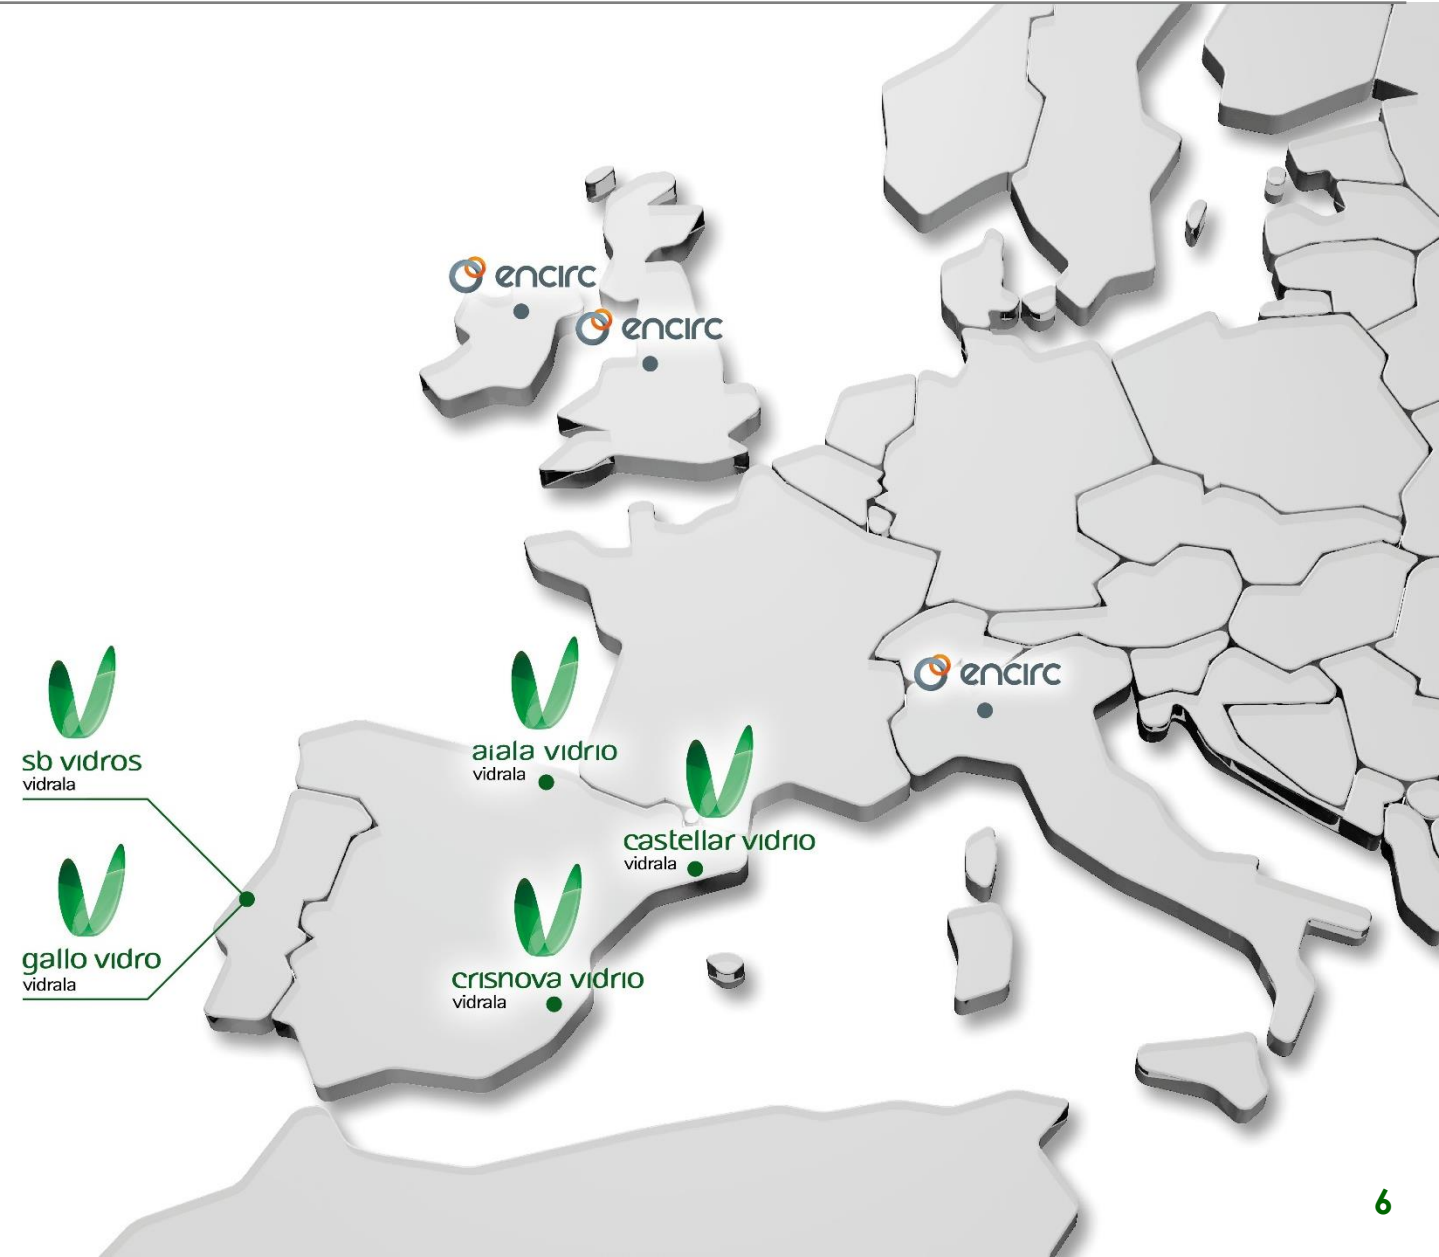 encirc
encirc
encirc
sb vidros
vidrala
aiala vidrio
vidrala
castellar vidrio
vidrala
gallo vidro
vidrala
crisnova vidrio
vidrala
6